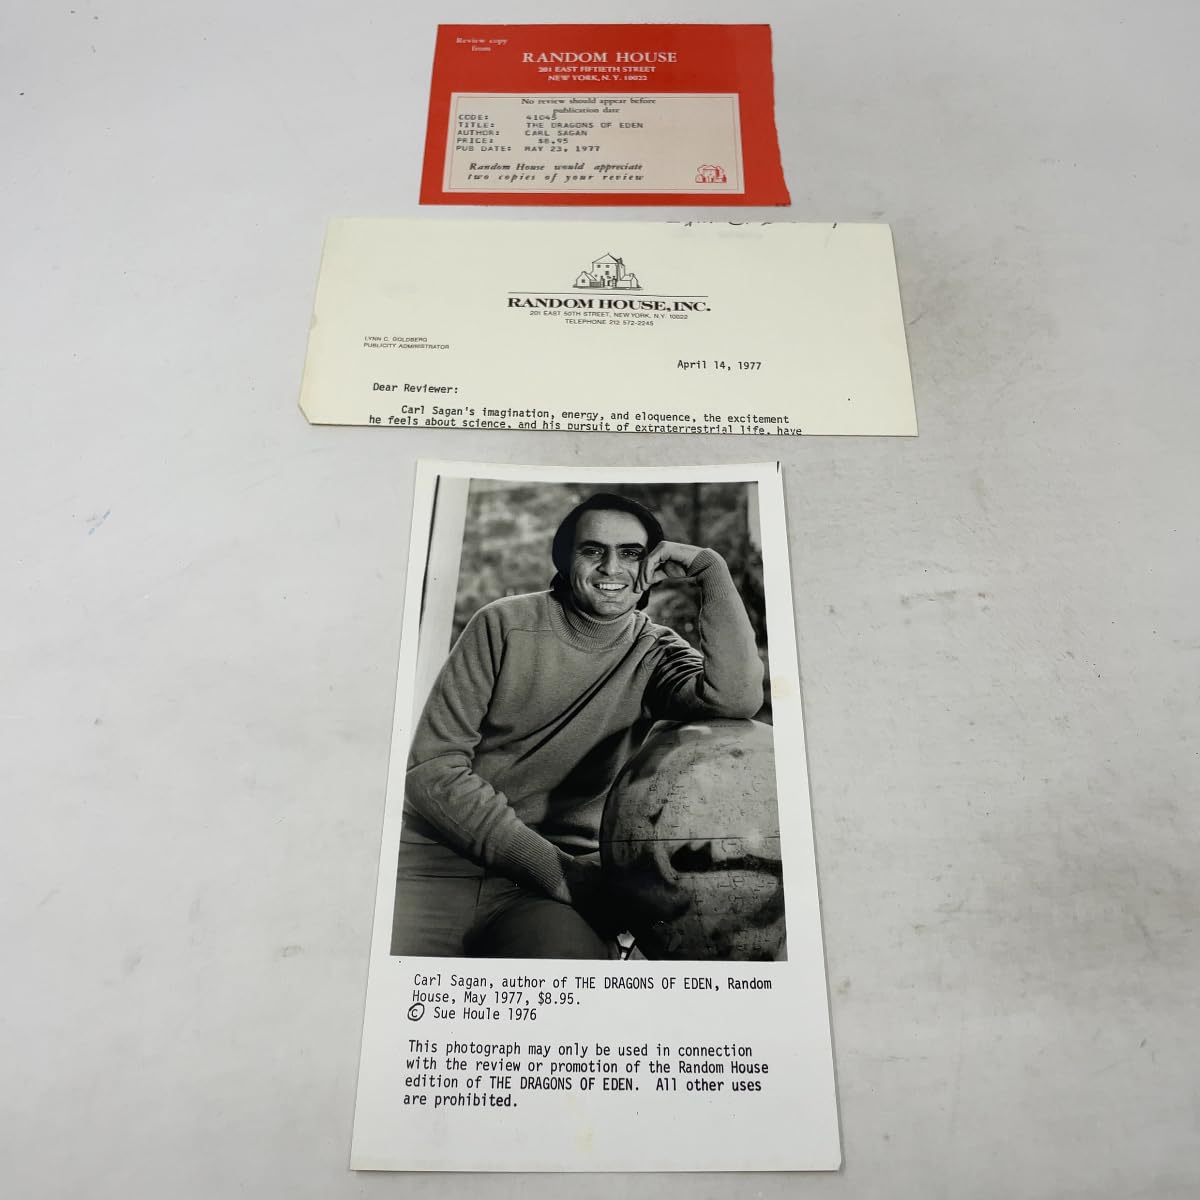 Review copy
from
RANDOM HOUSE
201 EAST FIFTIETH STREET
NEW YORK, N. Y. 10022
No review should appear before
publication date
CODE: 41045
TITLE: THE DRAGONS OF EDEN
AUTHOR: CARL SAGAN
PRICE: $8.95
PUB DATE: MAY 23, 1977
Random House would appreciate
two copies of your review
RANDOM HOUSE, INC.
201 EAST 50TH STREET, NEW YORK, N.Y. 10022
TELEPHONE 212 572-2245
LYNN C. GOLDBERG
PUBLICITY ADMINISTRATOR
April 14, 1977
Dear Reviewer:
Carl Sagan's imagination, energy, and eloquence, the excitement
he feels about science, and his pursuit of extraterrestrial life, have
Carl Sagan, author of THE DRAGONS OF EDEN, Random
House, May 1977, $8.95.
© Sue Houle 1976
This photograph may only be used in connection
with the review or promotion of the Random House
edition of THE DRAGONS OF EDEN. All other uses
are prohibited.